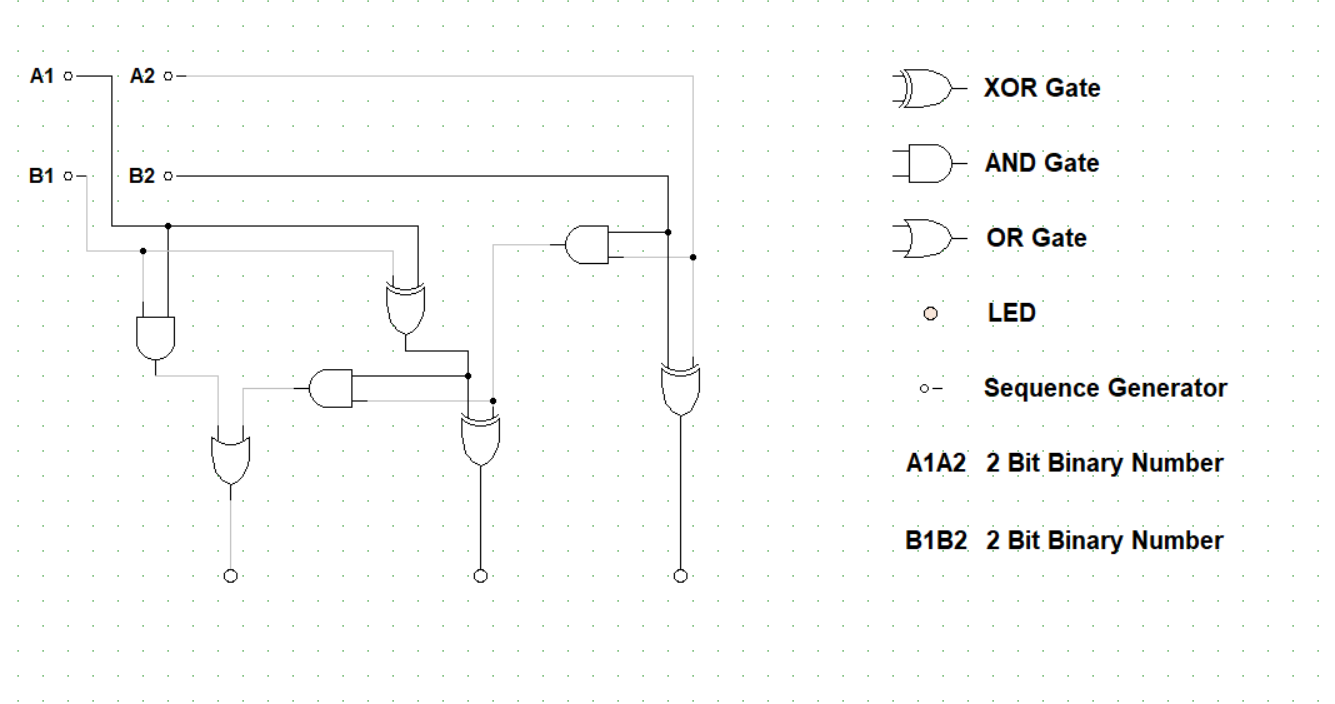 A1 A2
B1 B2
XOR Gate
AND Gate
OR Gate
LED
Sequence Generator
A1A2 2 Bit Binary Number
B1B2 2 Bit Binary Number